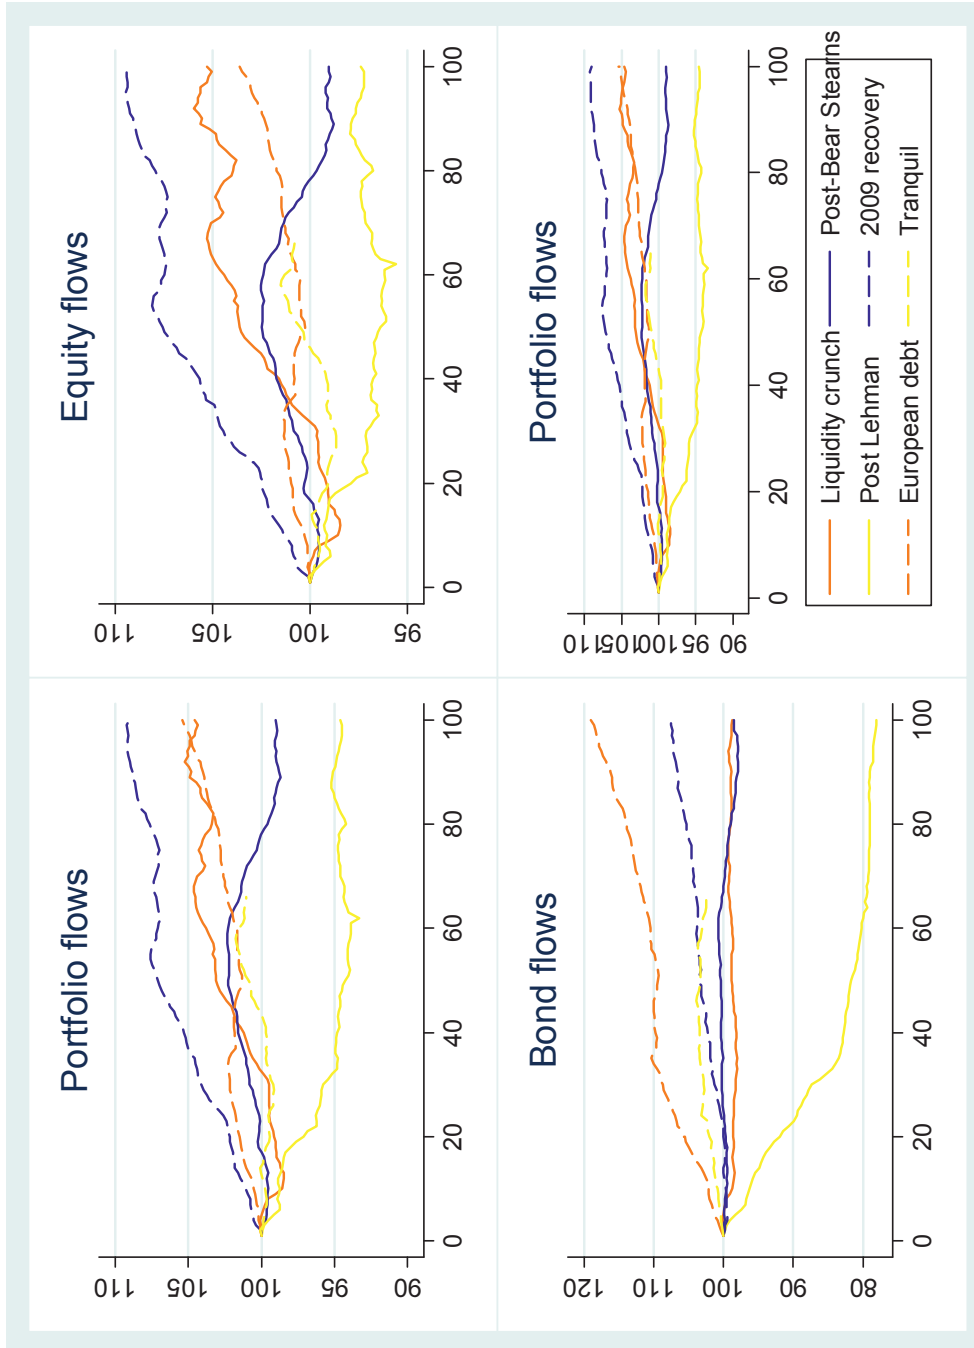 Portfolio flows
110
105
100
95
90
0 20 40 60 80 100
Equity flows
110
105
100
95
0 20 40 60 80 100
Bond flows
120
110
100
90
80
0 20 40 60 80 100
Portfolio flows
110
105
100
95
90
0 20 40 60 80 100
Liquidity crunch Post-Bear Stearns
Post Lehman 2009 recovery
European debt Tranquil